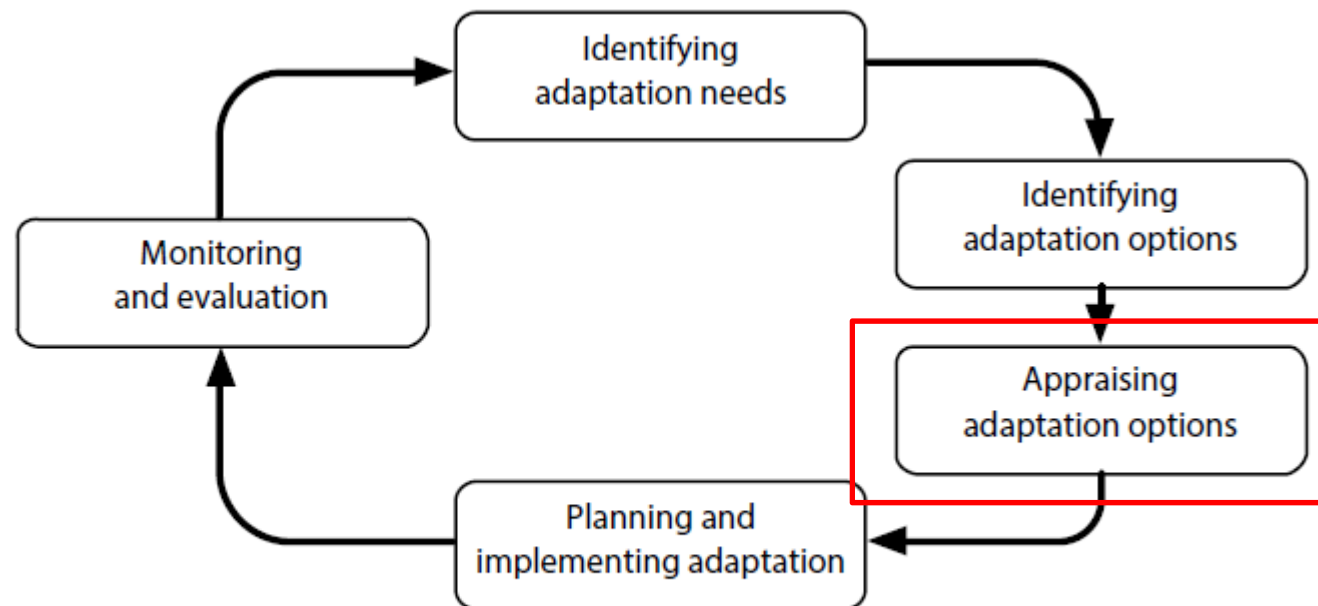 Identifying
adaptation needs
Identifying
adaptation options
Appraising
adaptation options
Planning and
implementing adaptation
Monitoring
and evaluation